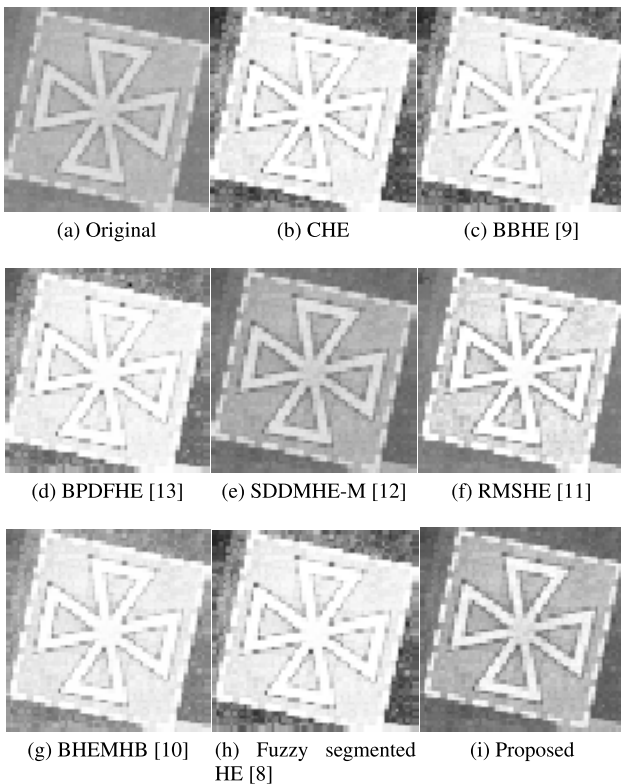 (a) Original
(b) CHE
(c) BBHE [9]
(d) BPDFHE [13]
(e) SDDMHE-M [12]
(f) RMSHE [11]
(g) BHEMHB [10]
(h) Fuzzy segmented
HE [8]
(i) Proposed